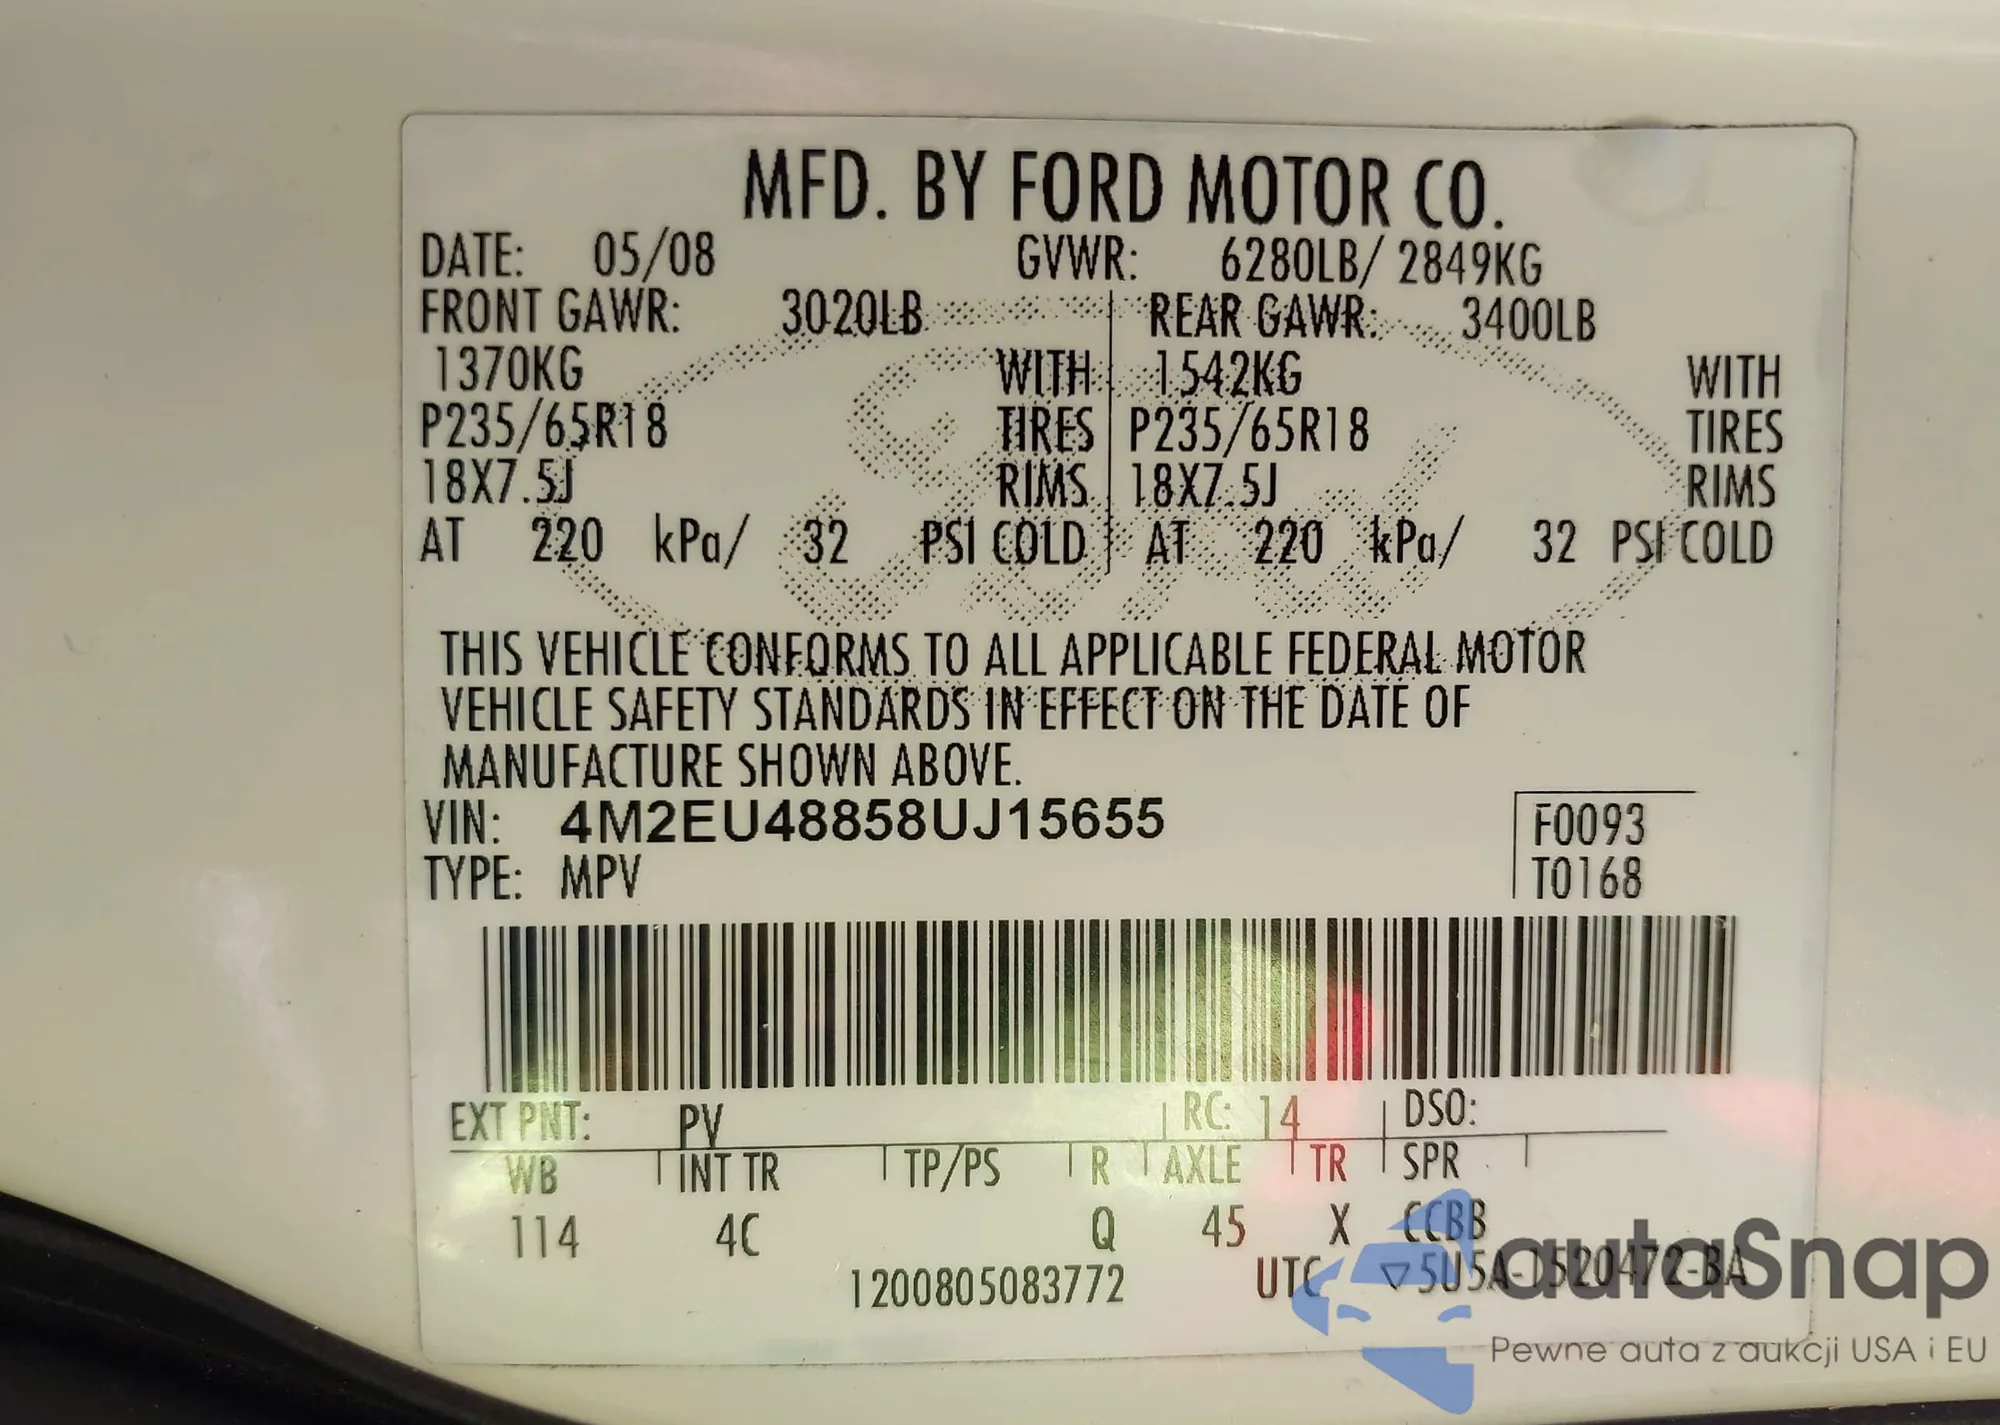 MFD. BY FORD MOTOR CO.
DATE: 05/08 GVWR: 6280LB/ 2849KG
FRONT GAWR: 3020LB REAR GAWR: 3400LB
1370KG WITH 1542KG WITH
P235/65R18 TIRES P235/65R18 TIRES
18X7.5J RIMS 18X7.5J RIMS
AT 220 kPa/ 32 PSI COLD AT 220 kPa/ 32 PSI COLD
THIS VEHICLE CONFORMS TO ALL APPLICABLE FEDERAL MOTOR
VEHICLE SAFETY STANDARDS IN EFFECT ON THE DATE OF
MANUFACTURE SHOWN ABOVE.
VIN: 4M2EU48858UJ15655 F0093
TYPE: MPV T0168
EXT PNT: PV RC: 14 DSO:
WB INT TR TP/PS R AXLE TR SPR
114 4C Q 45 X CCBB
1200805083772 UTC ▽5U5A-1520472-BA
autoSnap
Pewne auta z aukcji USA i EU